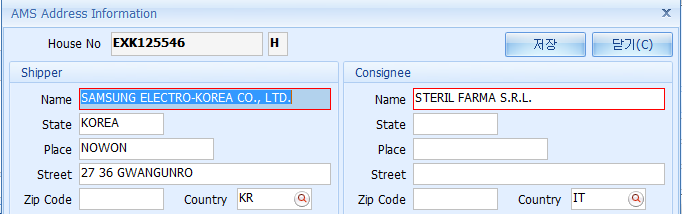 AMS Address Information
House No EXK125546 H 저장 닫기(C)
Shipper
Name SAMSUNG ELECTRO-KOREA CO., LTD.
State KOREA
Place NOWON
Street 27 36 GWANGUNRO
Zip Code Country KR
Consignee
Name STERIL FARMA S.R.L.
State
Place
Street
Zip Code Country IT